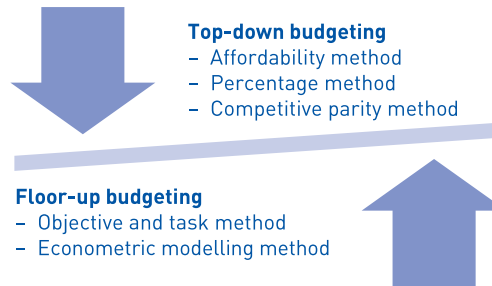 Top-down budgeting
– Affordability method
– Percentage method
– Competitive parity method
Floor-up budgeting
– Objective and task method
– Econometric modelling method